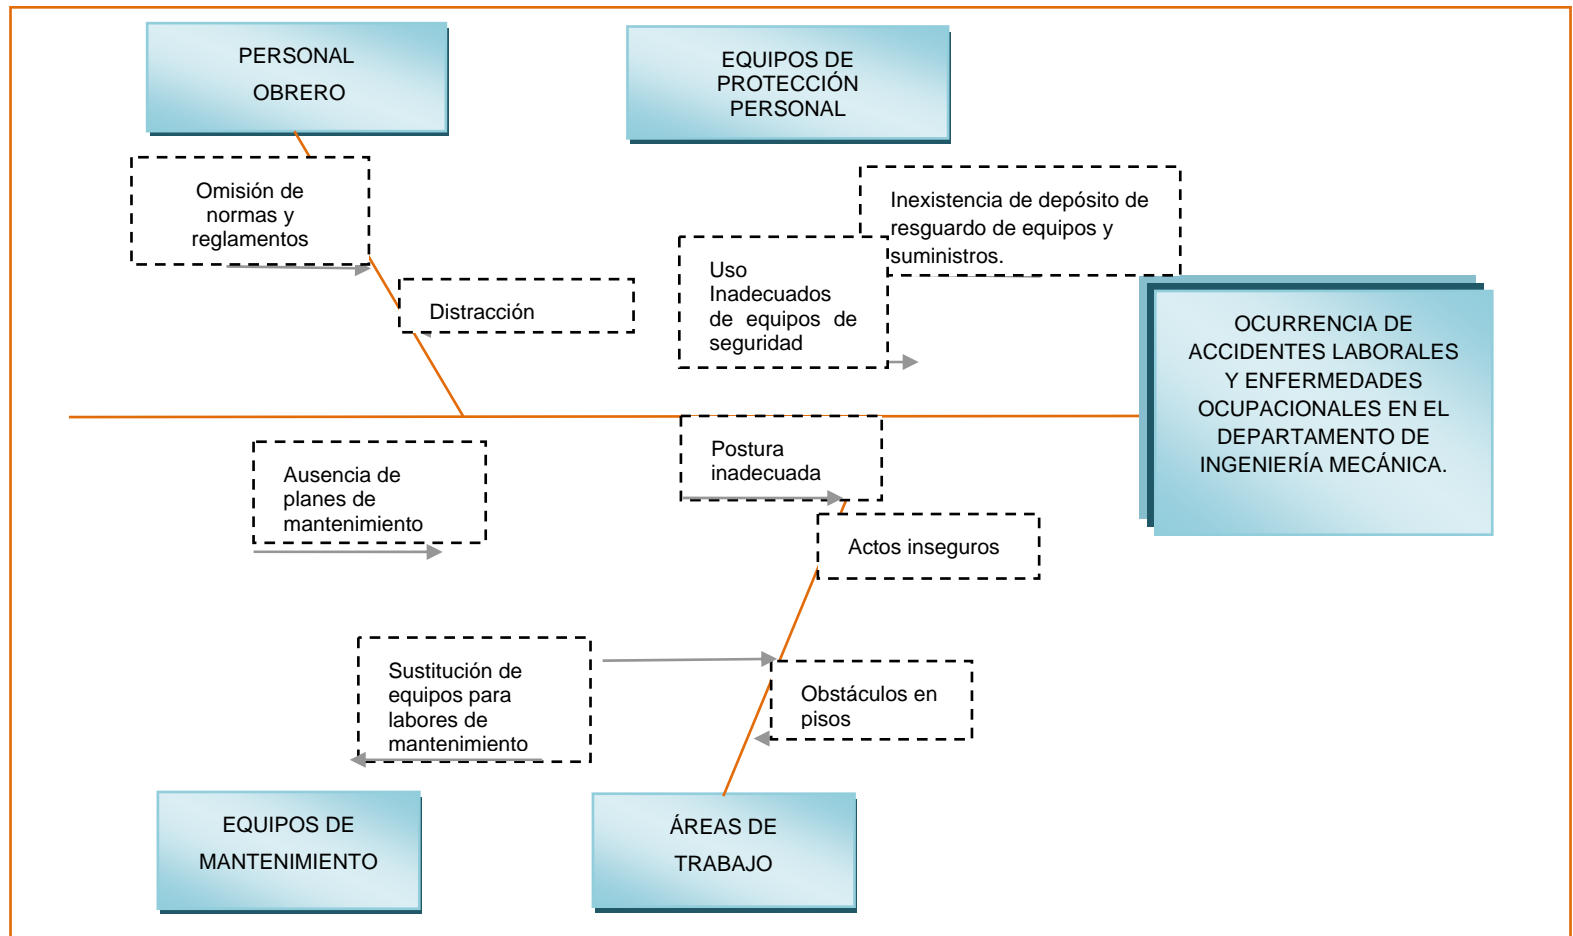 PERSONAL
OBRERO
EQUIPOS DE
PROTECCIÓN
PERSONAL
Omisión de
normas y
reglamentos
Distracción
Inexistencia de depósito de
resguardo de equipos y
suministros.
Uso
Inadecuados
de equipos de
seguridad
OCURRENCIA DE
ACCIDENTES LABORALES
Y ENFERMEDADES
OCUPACIONALES EN EL
DEPARTAMENTO DE
INGENIERÍA MECÁNICA.
Ausencia de
planes de
mantenimiento
Postura
inadecuada
Actos inseguros
Sustitución de
equipos para
labores de
mantenimiento
Obstáculos en
pisos
EQUIPOS DE
MANTENIMIENTO
ÁREAS DE
TRABAJO